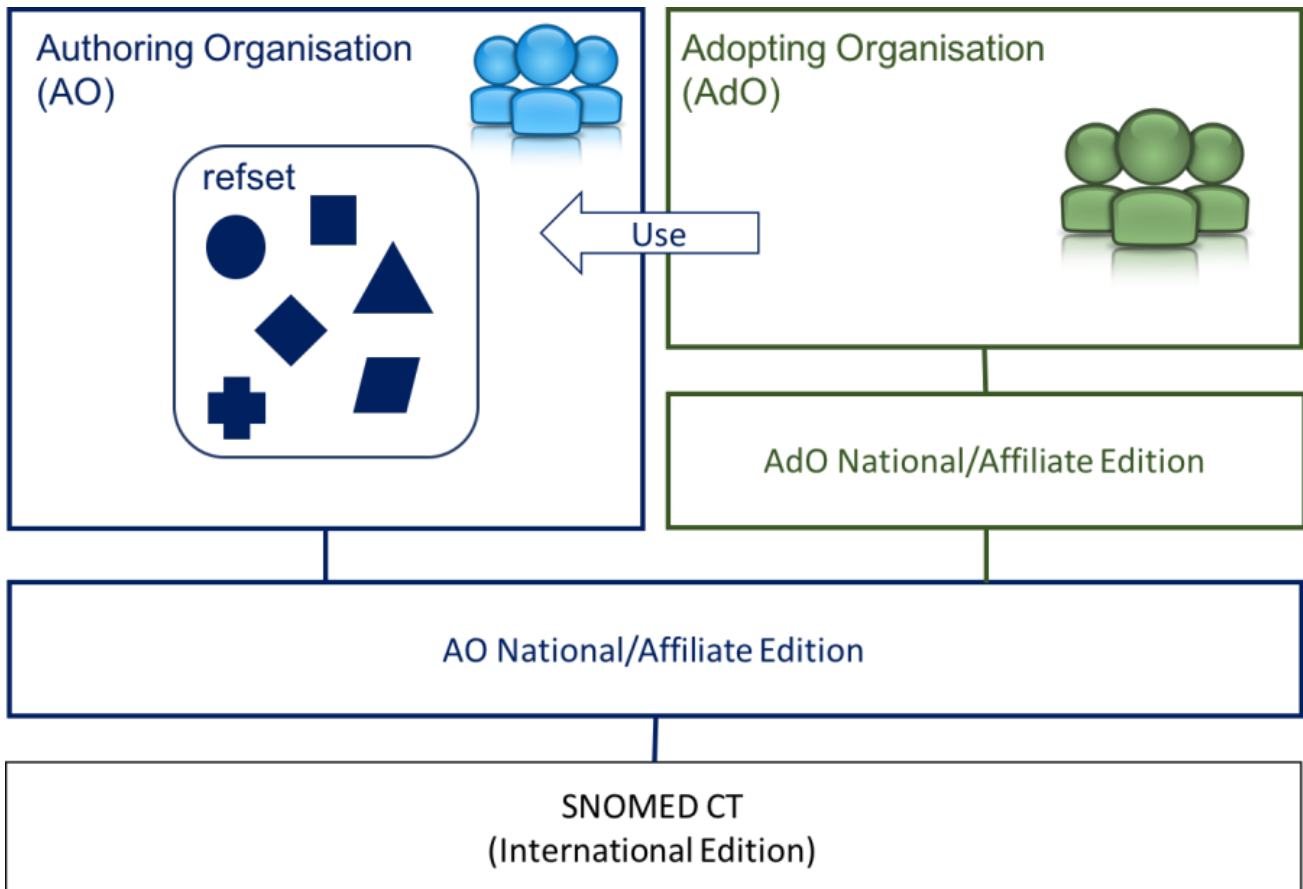 Authoring Organisation
(AO)
refset
Adopting Organisation
(AdO)
Use
AdO National/Affiliate Edition
AO National/Affiliate Edition
SNOMED CT
(International Edition)